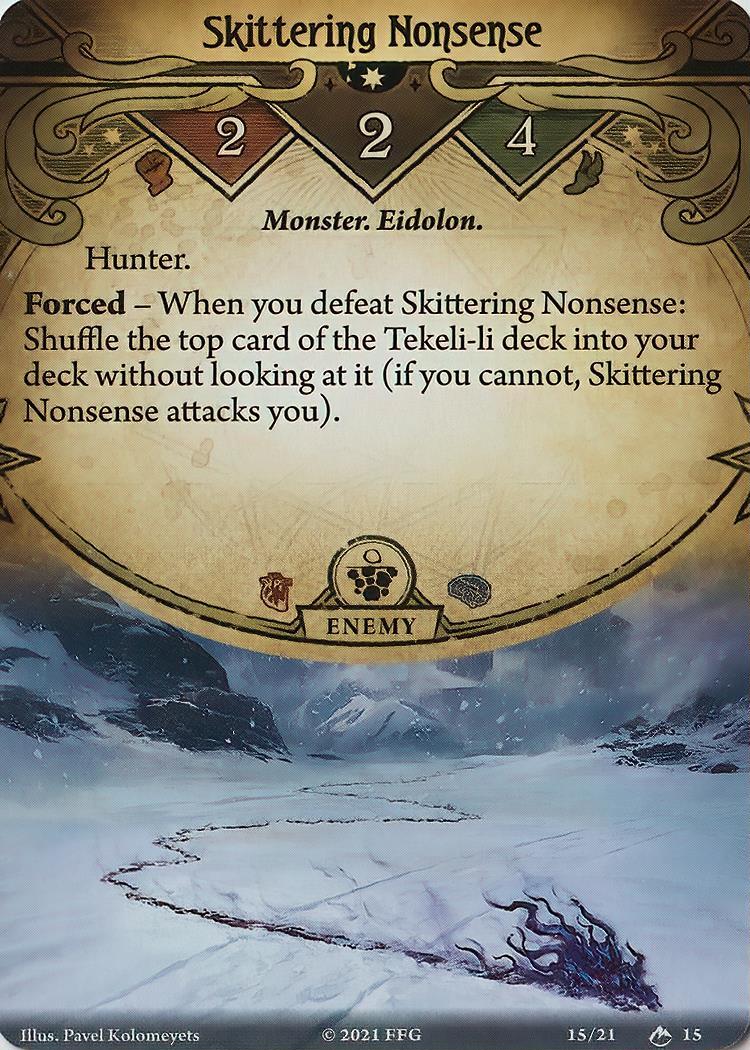 Skittering Nonsense
2
2
4
Monster. Eidolon.
Hunter.
Forced – When you defeat Skittering Nonsense:
Shuffle the top card of the Tekeli-li deck into your
deck without looking at it (if you cannot, Skittering
Nonsense attacks you).
ENEMY
Illus. Pavel Kolomeyets © 2021 FFG 15/21 15